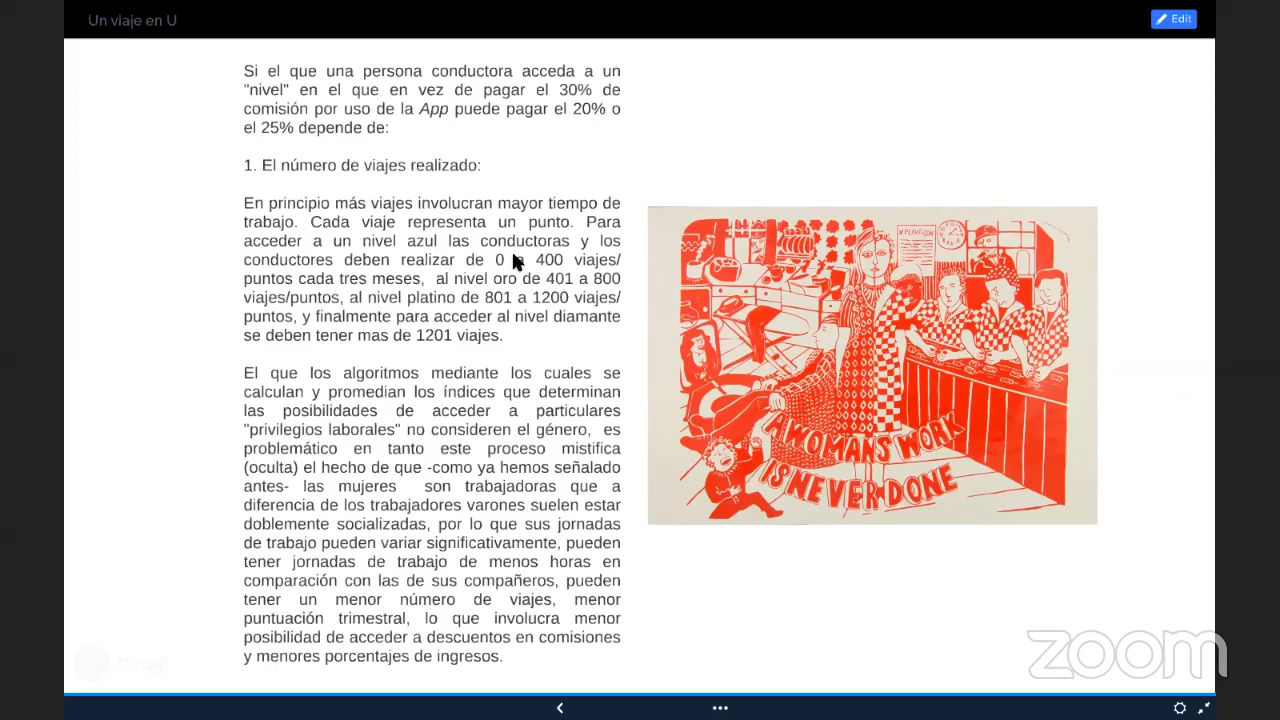 Un viaje en U
Edit
Si el que una persona conductora acceda a un
"nivel" en el que en vez de pagar el 30% de
comisión por uso de la App puede pagar el 20% o
el 25% depende de:
1. El número de viajes realizado:
En principio más viajes involucran mayor tiempo de
trabajo. Cada viaje representa un punto. Para
acceder a un nivel azul las conductoras y los
conductores deben realizar de 0 a 400 viajes/
puntos cada tres meses, al nivel oro de 401 a 800
viajes/puntos, al nivel platino de 801 a 1200 viajes/
puntos, y finalmente para acceder al nivel diamante
se deben tener mas de 1201 viajes.
El que los algoritmos mediante los cuales se
calculan y promedian los índices que determinan
las posibilidades de acceder a particulares
"privilegios laborales" no consideren el género, es
problemático en tanto este proceso mistifica
(oculta) el hecho de que -como ya hemos señalado
antes- las mujeres son trabajadoras que a
diferencia de los trabajadores varones suelen estar
doblemente socializadas, por lo que sus jornadas
de trabajo pueden variar significativamente, pueden
tener jornadas de trabajo de menos horas en
comparación con las de sus compañeros, pueden
tener un menor número de viajes, menor
puntuación trimestral, lo que involucra menor
posibilidad de acceder a descuentos en comisiones
y menores porcentajes de ingresos.
A WOMANS WORK
IS NEVER DONE
zoom